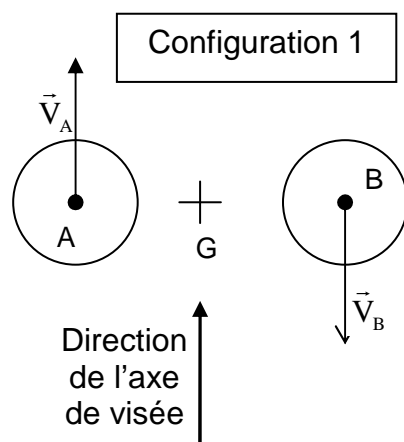 Configuration 1
V⃗A
B
A
G
V⃗B
Direction
de l'axe
de visée